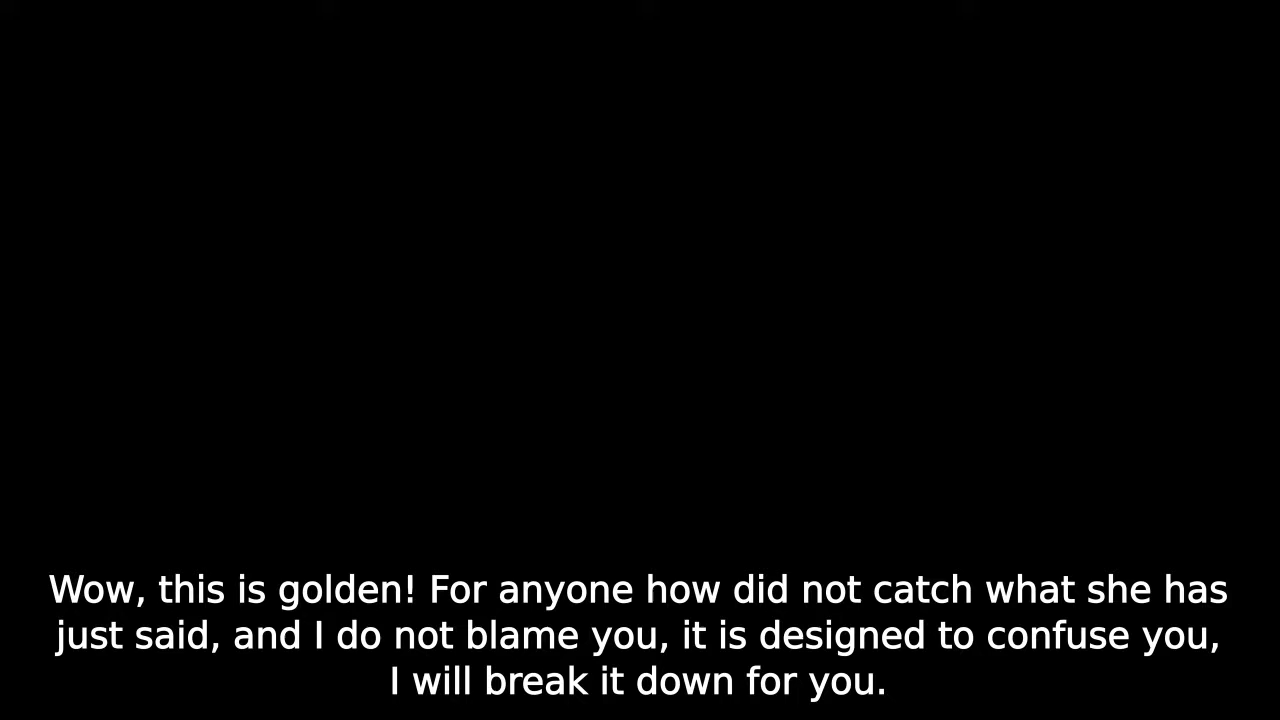 Wow, this is golden! For anyone how did not catch what she has
just said, and I do not blame you, it is designed to confuse you,
I will break it down for you.